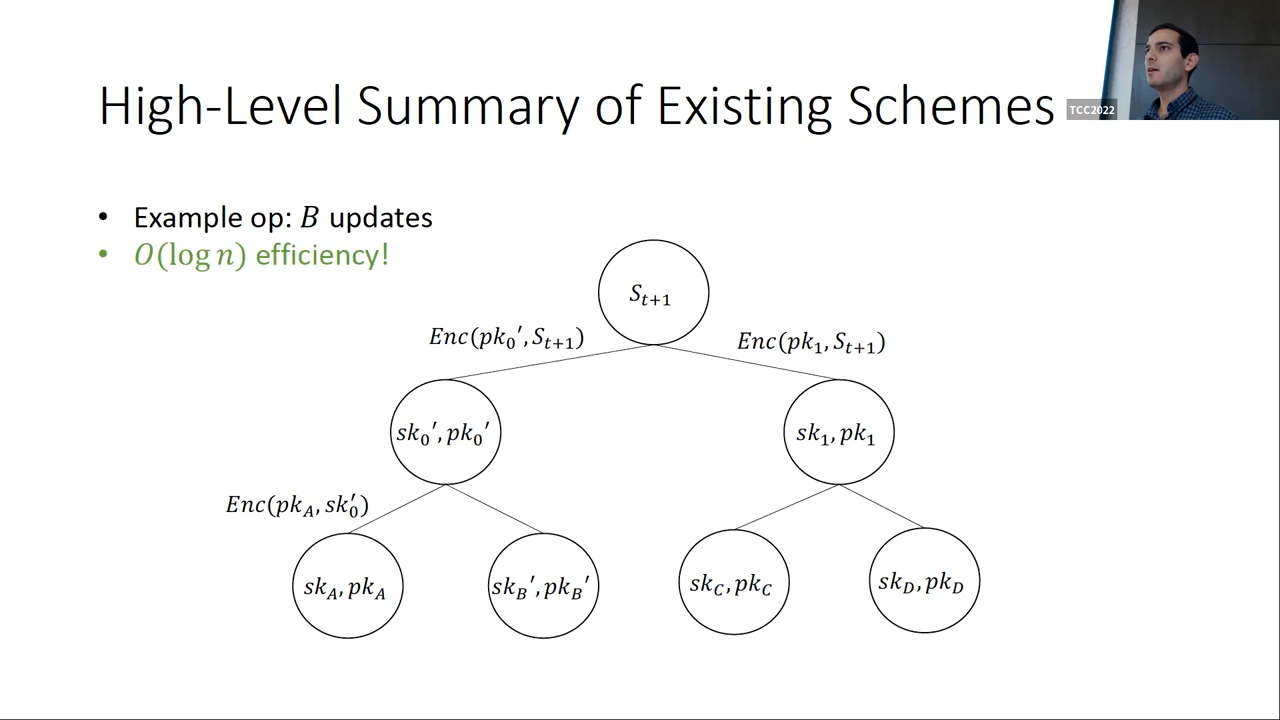 High-Level Summary of Existing Schemes
TCC2022
• Example op: B updates
• O(log n) efficiency!
S_{t+1}
Enc(pk_0′, S_{t+1})
Enc(pk_1, S_{t+1})
sk_0′, pk_0′
sk_1, pk_1
Enc(pk_A, sk_0′)
sk_A, pk_A
sk_B′, pk_B′
sk_C, pk_C
sk_D, pk_D